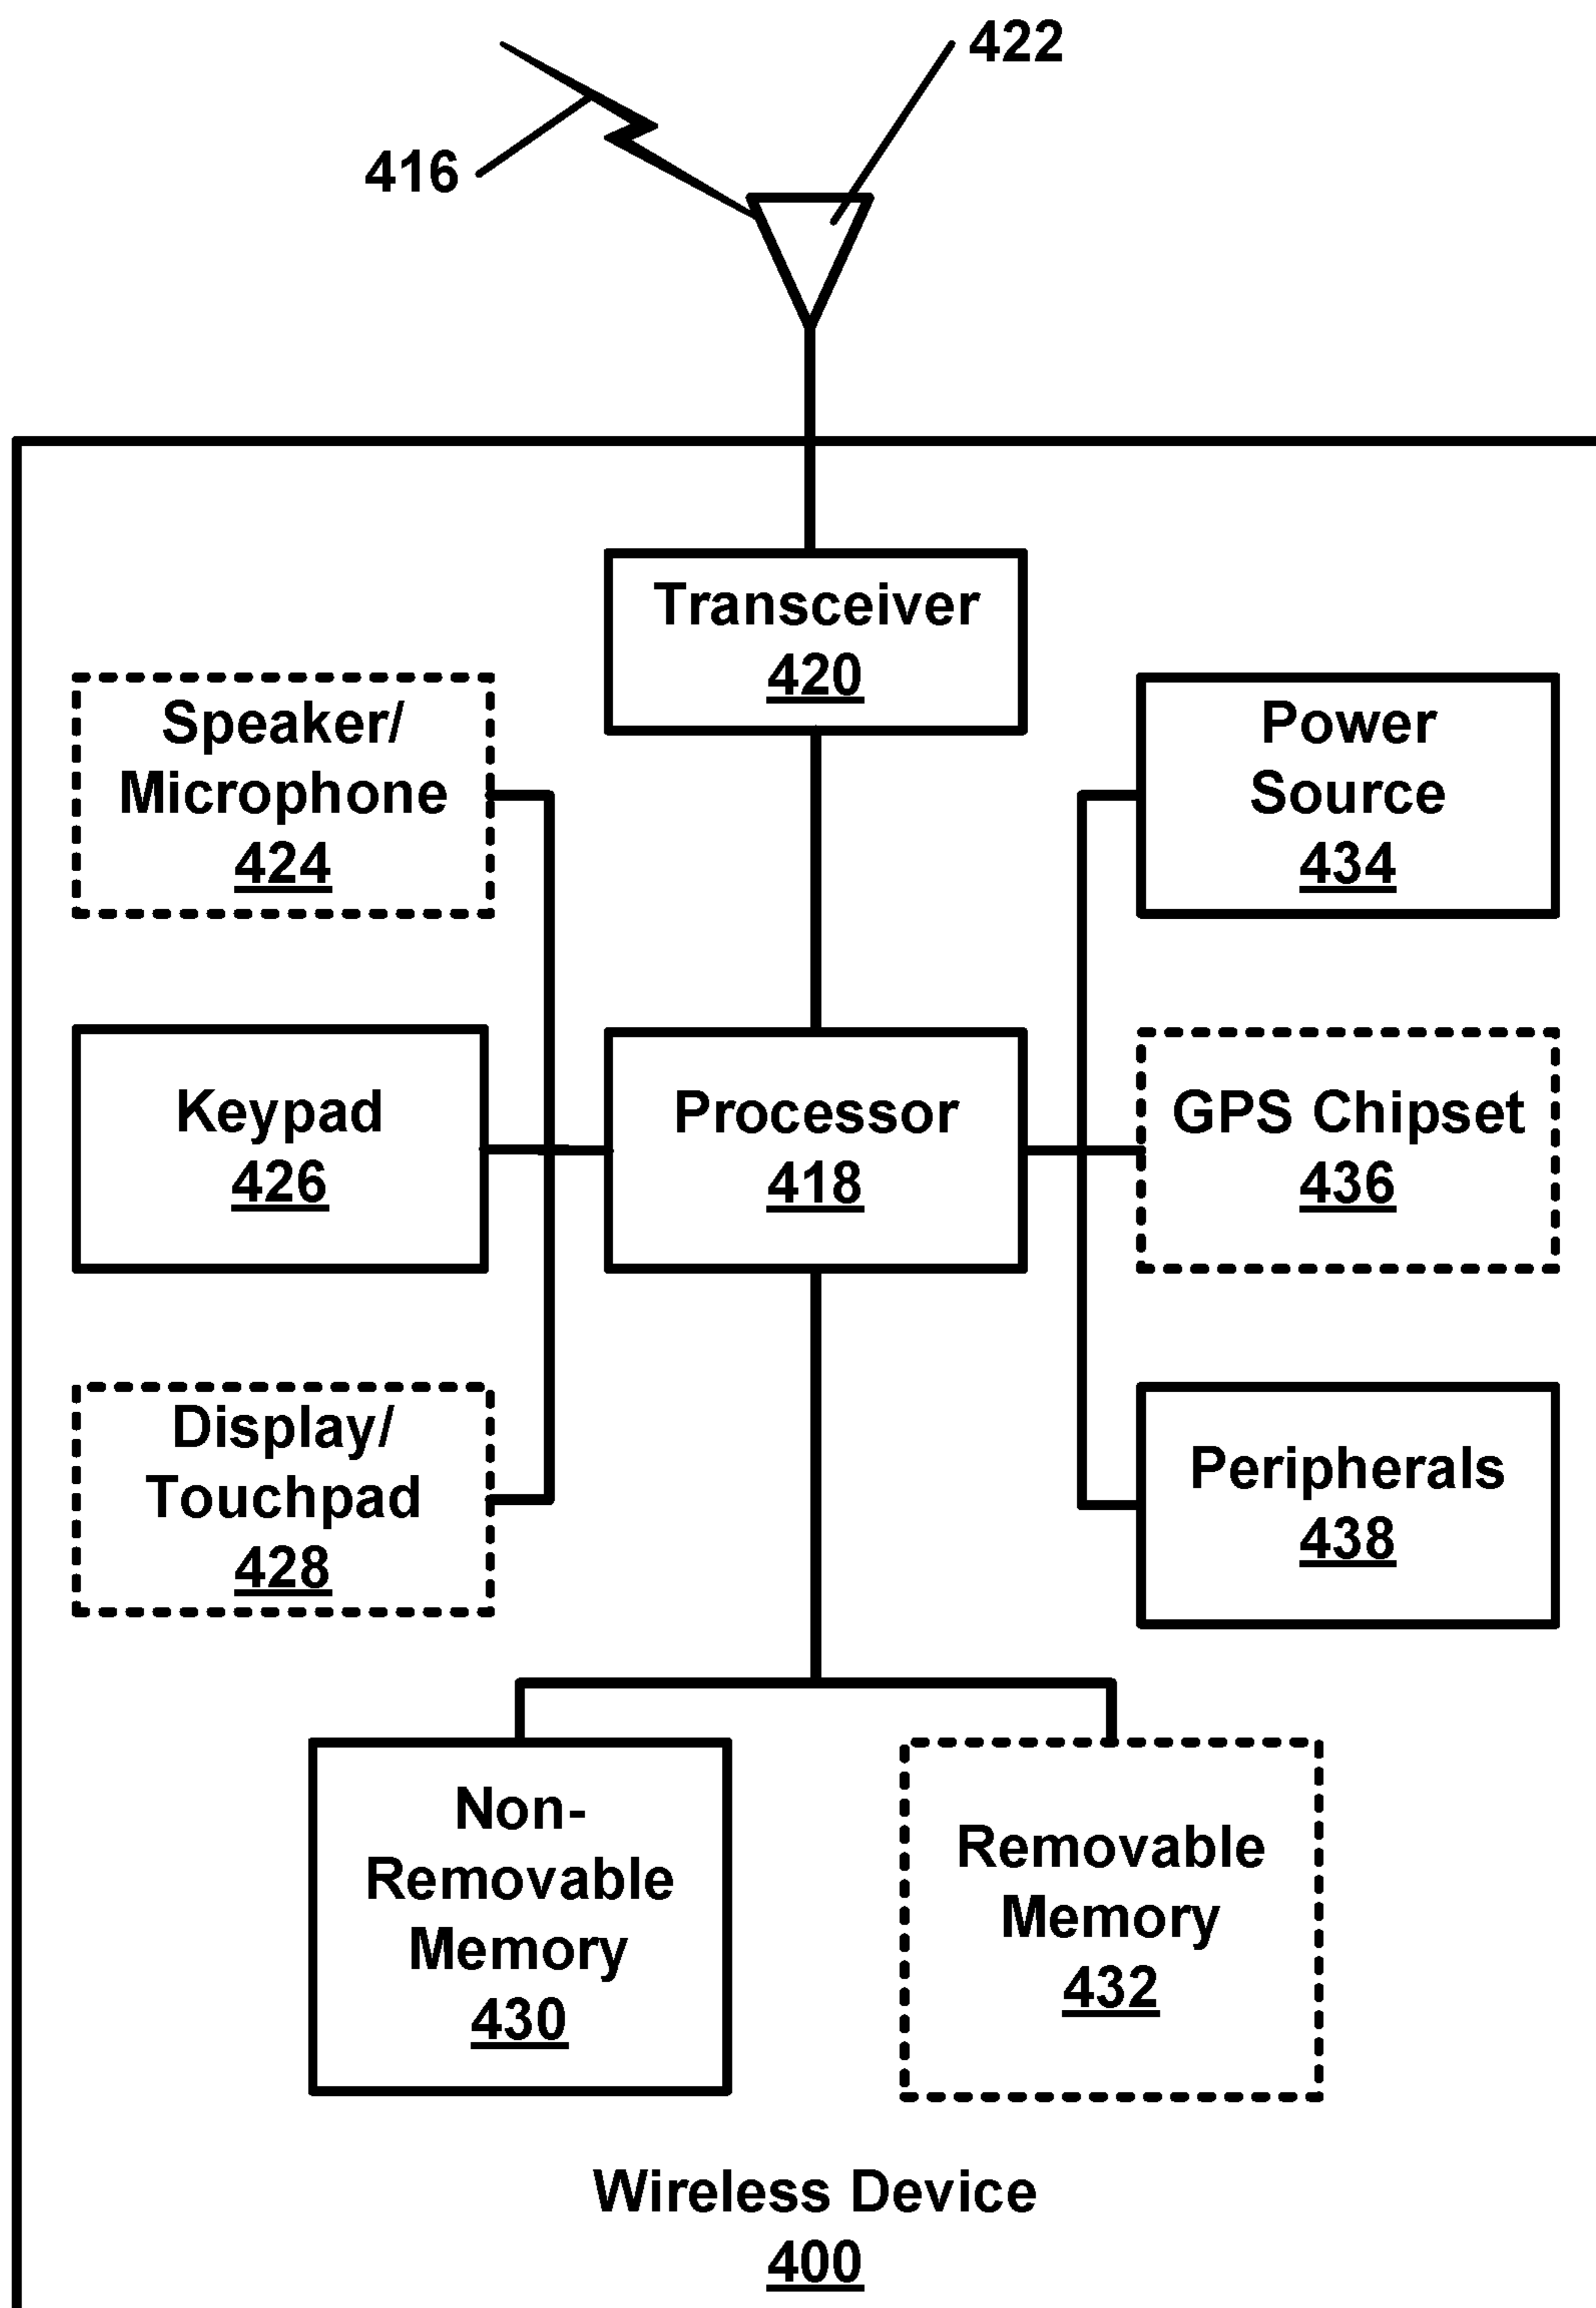 422
416
Transceiver
420
Speaker/
Microphone
424
Power
Source
434
Keypad
426
Processor
418
GPS Chipset
436
Display/
Touchpad
428
Peripherals
438
Non-
Removable
Memory
430
Removable
Memory
432
Wireless Device
400